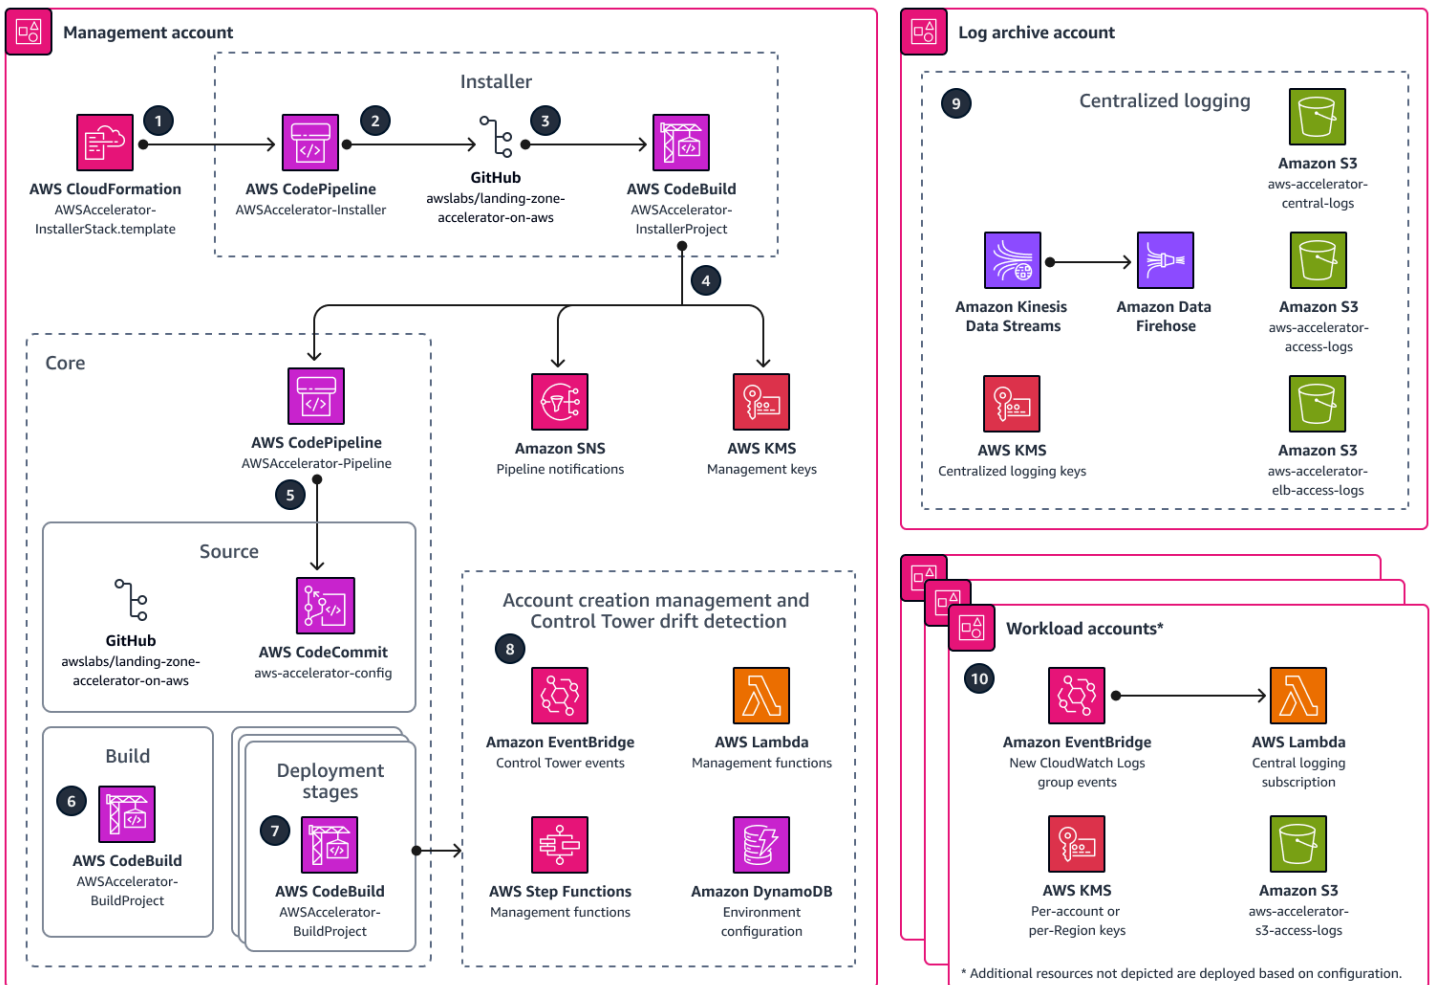 Management account
Installer
1
2
3
AWS CloudFormation
AWSAccelerator-
InstallerStack.template
AWS CodePipeline
AWSAccelerator-Installer
GitHub
awslabs/landing-zone-
accelerator-on-aws
AWS CodeBuild
AWSAccelerator-
InstallerProject
4
Core
AWS CodePipeline
AWSAccelerator-Pipeline
Amazon SNS
Pipeline notifications
AWS KMS
Management keys
5
Source
GitHub
awslabs/landing-zone-
accelerator-on-aws
AWS CodeCommit
aws-accelerator-config
Build
6
AWS CodeBuild
AWSAccelerator-
BuildProject
Deployment
stages
7
AWS CodeBuild
AWSAccelerator-
BuildProject
Account creation management and
Control Tower drift detection
8
Amazon EventBridge
Control Tower events
AWS Lambda
Management functions
AWS Step Functions
Management functions
Amazon DynamoDB
Environment
configuration
Log archive account
9
Centralized logging
Amazon S3
aws-accelerator-
central-logs
Amazon Kinesis
Data Streams
Amazon Data
Firehose
Amazon S3
aws-accelerator-
access-logs
AWS KMS
Centralized logging keys
Amazon S3
aws-accelerator-
elb-access-logs
Workload accounts*
10
Amazon EventBridge
New CloudWatch Logs
group events
AWS Lambda
Central logging
subscription
AWS KMS
Per-account or
per-Region keys
Amazon S3
aws-accelerator-
s3-access-logs
* Additional resources not depicted are deployed based on configuration.